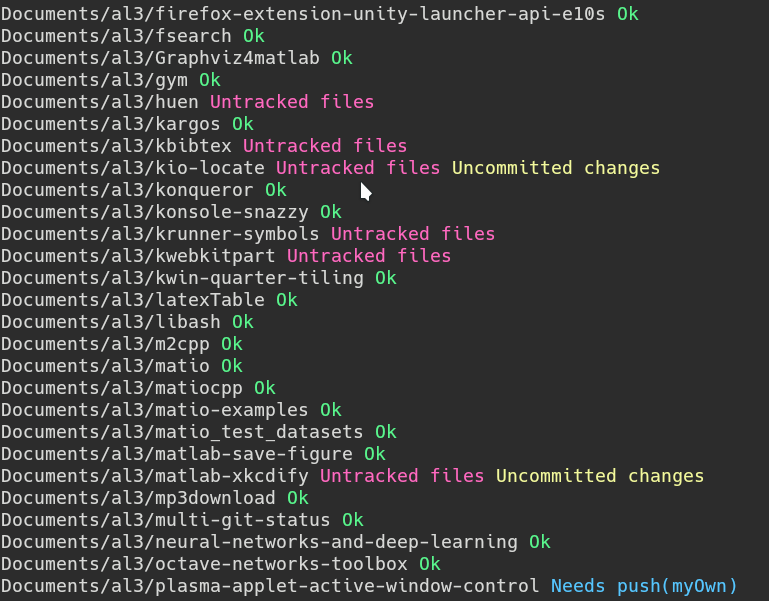 Documents/al3/firefox-extension-unity-launcher-api-e10s Ok
Documents/al3/fsearch Ok
Documents/al3/Graphviz4matlab Ok
Documents/al3/gym Ok
Documents/al3/huen Untracked files
Documents/al3/kargos Ok
Documents/al3/kbibtex Untracked files
Documents/al3/kio-locate Untracked files Uncommitted changes
Documents/al3/konqueror Ok
Documents/al3/konsole-snazzy Ok
Documents/al3/krunner-symbols Untracked files
Documents/al3/kwebkitpart Untracked files
Documents/al3/kwin-quarter-tiling Ok
Documents/al3/latexTable Ok
Documents/al3/libash Ok
Documents/al3/m2cpp Ok
Documents/al3/matio Ok
Documents/al3/matiocpp Ok
Documents/al3/matio-examples Ok
Documents/al3/matio_test_datasets Ok
Documents/al3/matlab-save-figure Ok
Documents/al3/matlab-xkcdify Untracked files Uncommitted changes
Documents/al3/mp3download Ok
Documents/al3/multi-git-status Ok
Documents/al3/neural-networks-and-deep-learning Ok
Documents/al3/octave-networks-toolbox Ok
Documents/al3/plasma-applet-active-window-control Needs push(myOwn)